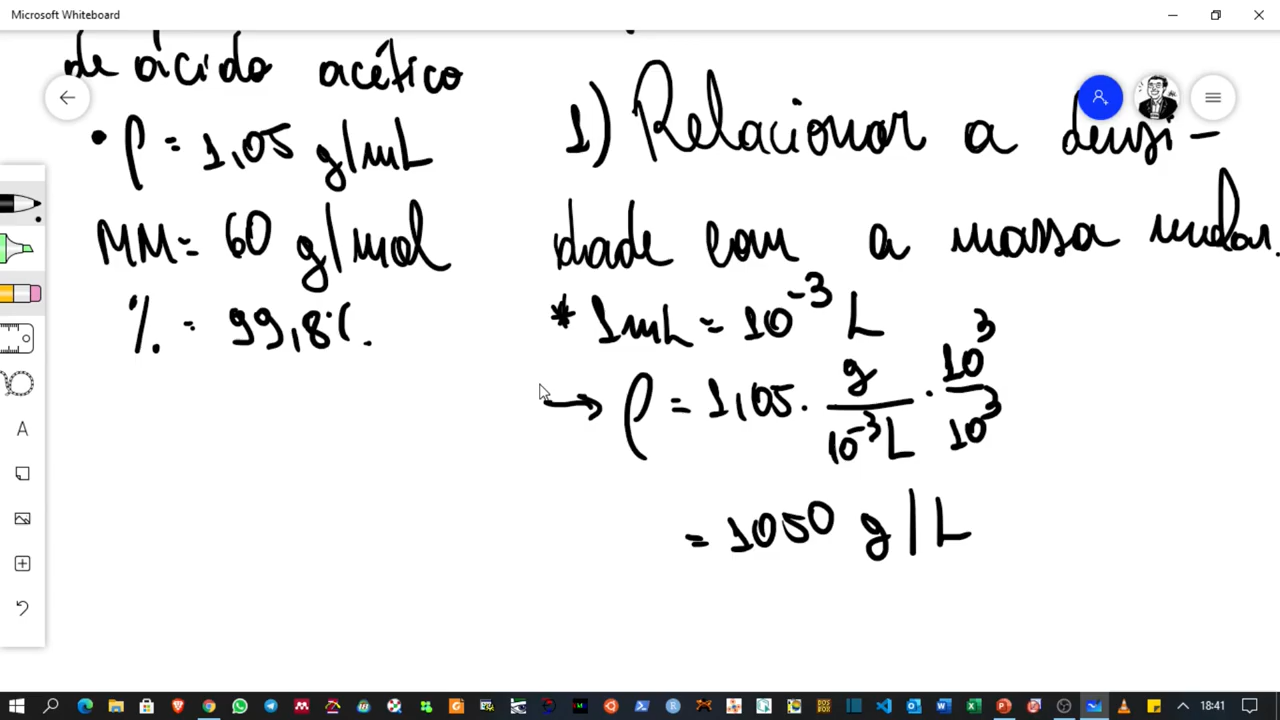 Microsoft Whiteboard
de ácido acético
• ρ = 1,05 g/mL
MM = 60 g/mol
% = 99,8%.
1) Relacionar a densi-
dade com a massa molar.
* 1mL = 10⁻³ L
→ ρ = 1,05 . g/10⁻³L . 10³/10³
= 1050 g/L
A
18:41